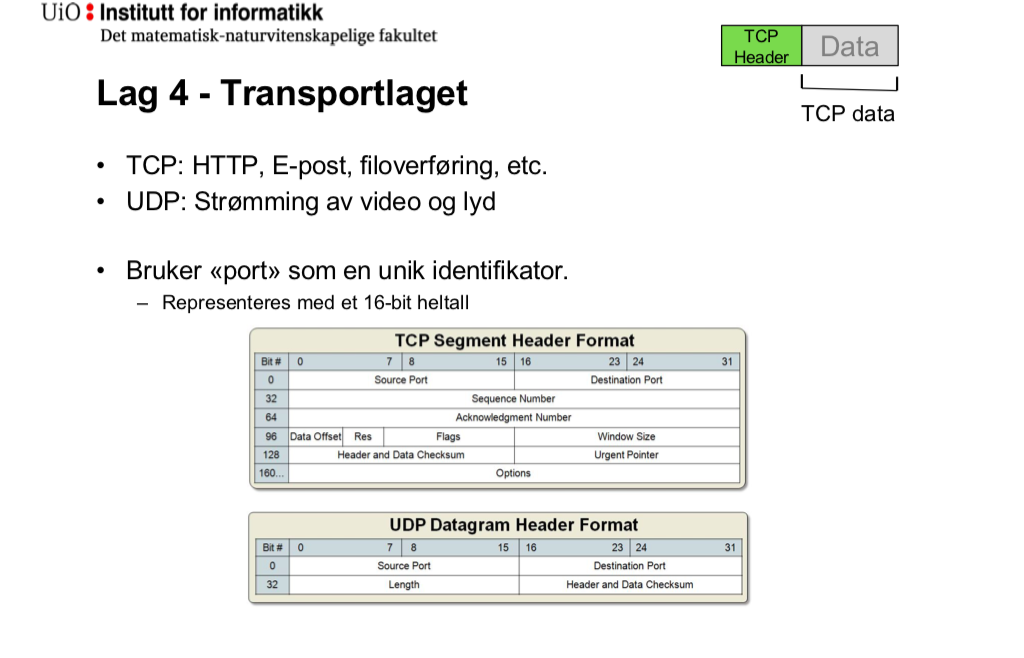 UiO : Institutt for informatikk
Det matematisk-naturvitenskapelige fakultet
TCP
Header
Data
TCP data
Lag 4 - Transportlaget
• TCP: HTTP, E-post, filoverføring, etc.
• UDP: Strømming av video og lyd
• Bruker «port» som en unik identifikator.
– Representeres med et 16-bit heltall
TCP Segment Header Format
Bit # 0 7 8 15 16 23 24 31
0 Source Port Destination Port
32 Sequence Number
64 Acknowledgment Number
96 Data Offset Res Flags Window Size
128 Header and Data Checksum Urgent Pointer
160... Options
UDP Datagram Header Format
Bit # 0 7 8 15 16 23 24 31
0 Source Port Destination Port
32 Length Header and Data Checksum